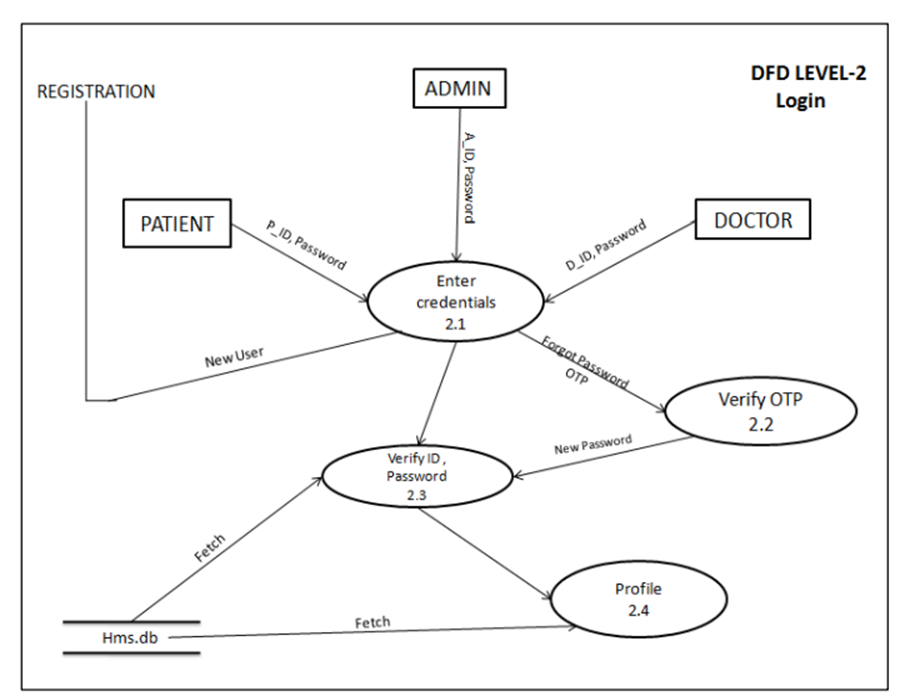 DFD LEVEL-2
Login
REGISTRATION
ADMIN
A_ID, Password
PATIENT
P_ID, Password
DOCTOR
D_ID, Password
Enter
credentials
2.1
New User
Forgot Password
OTP
Verify OTP
2.2
New Password
Verify ID ,
Password
2.3
Fetch
Profile
2.4
Hms.db
Fetch